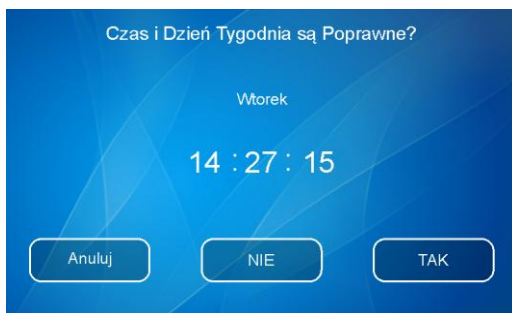 Czas i Dzień Tygodnia są Poprawne?
Wtorek
14 : 27 : 15
Anuluj NIE TAK